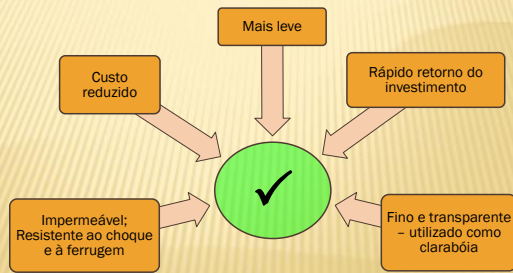 Mais leve
Custo
reduzido
Rápido retorno do
investimento
Impermeável;
Resistente ao choque
e à ferrugem
Fino e transparente
– utilizado como
clarabóia